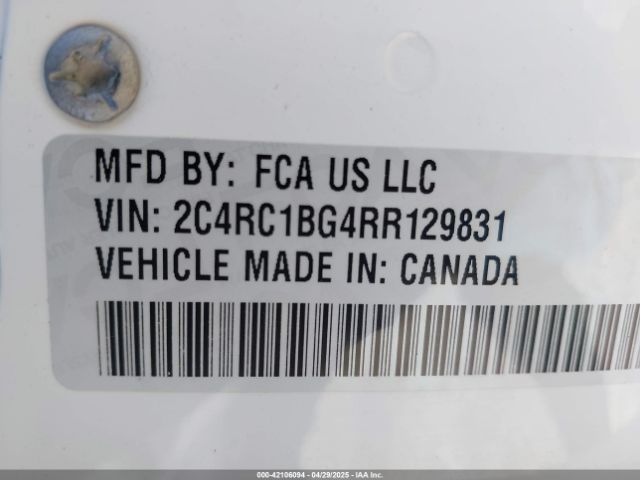 MFD BY: FCA US LLC
VIN: 2C4RC1BG4RR129831
VEHICLE MADE IN: CANADA
000-42106094 - 04/29/2025 - IAA Inc.